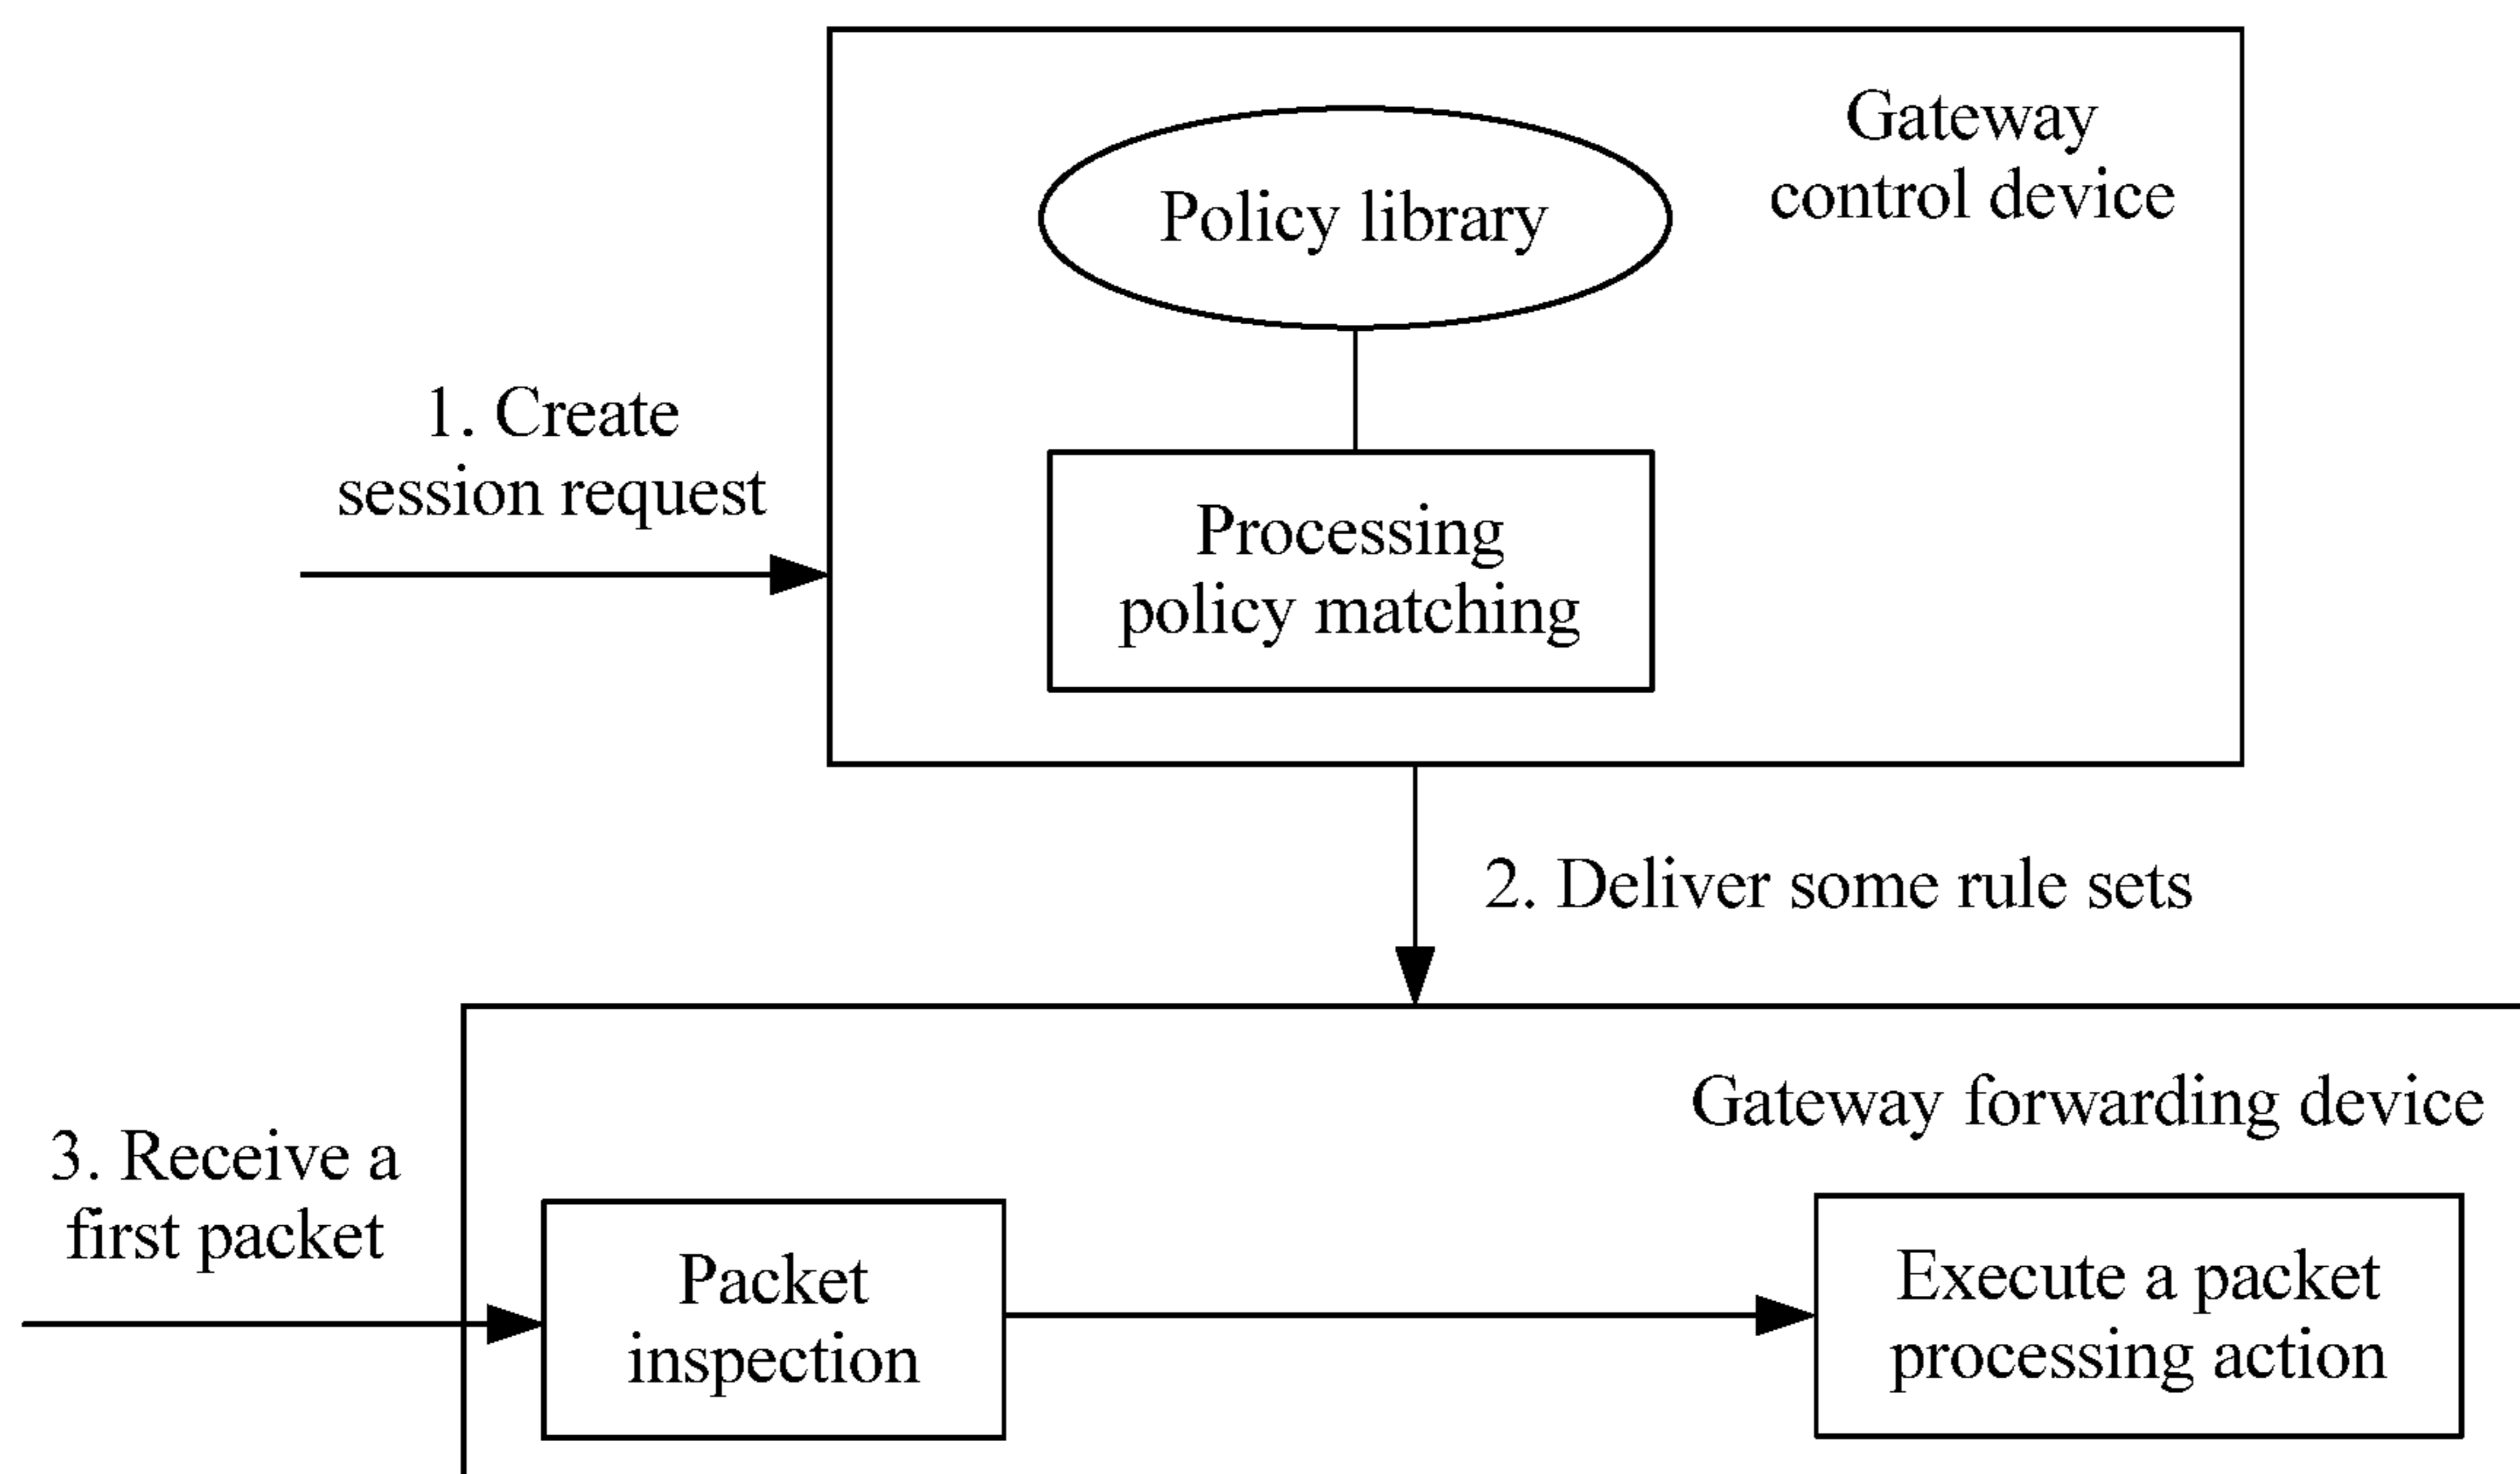 Gateway
control device
Policy library
1. Create
session request
Processing
policy matching
2. Deliver some rule sets
Gateway forwarding device
3. Receive a
first packet
Packet
inspection
Execute a packet
processing action